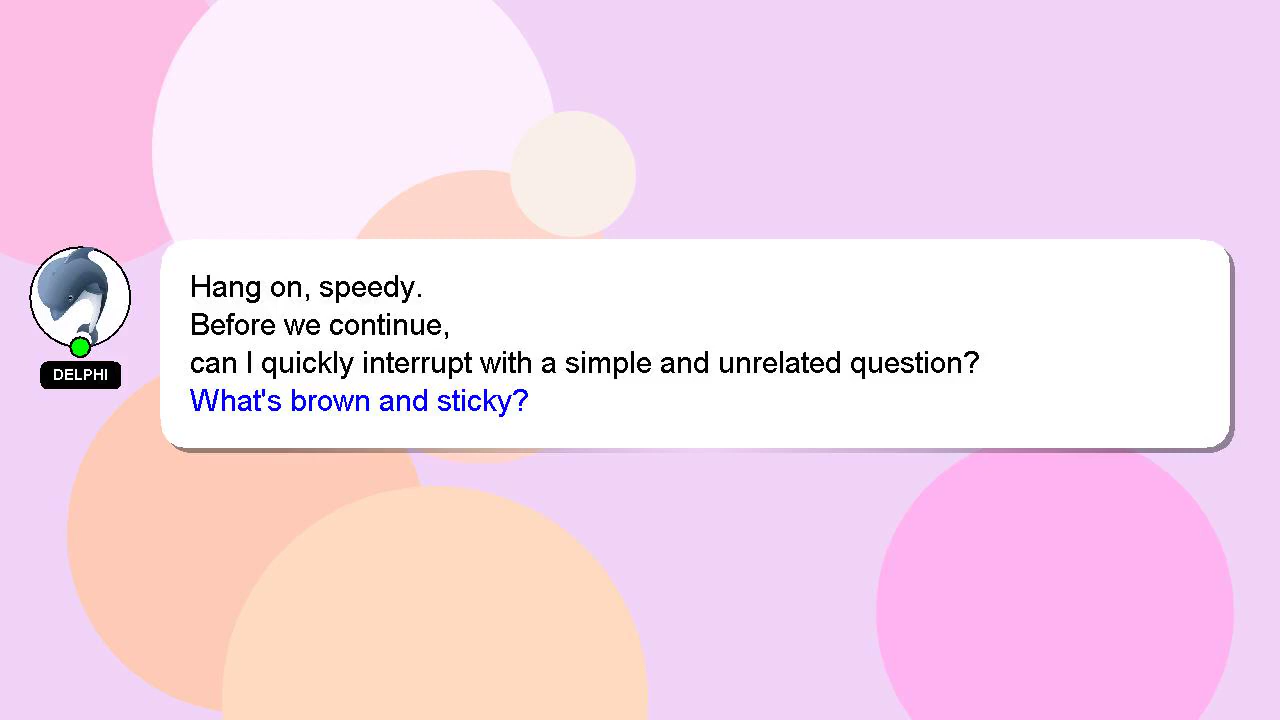 Hang on, speedy.
Before we continue,
can I quickly interrupt with a simple and unrelated question?
What's brown and sticky?
DELPHI